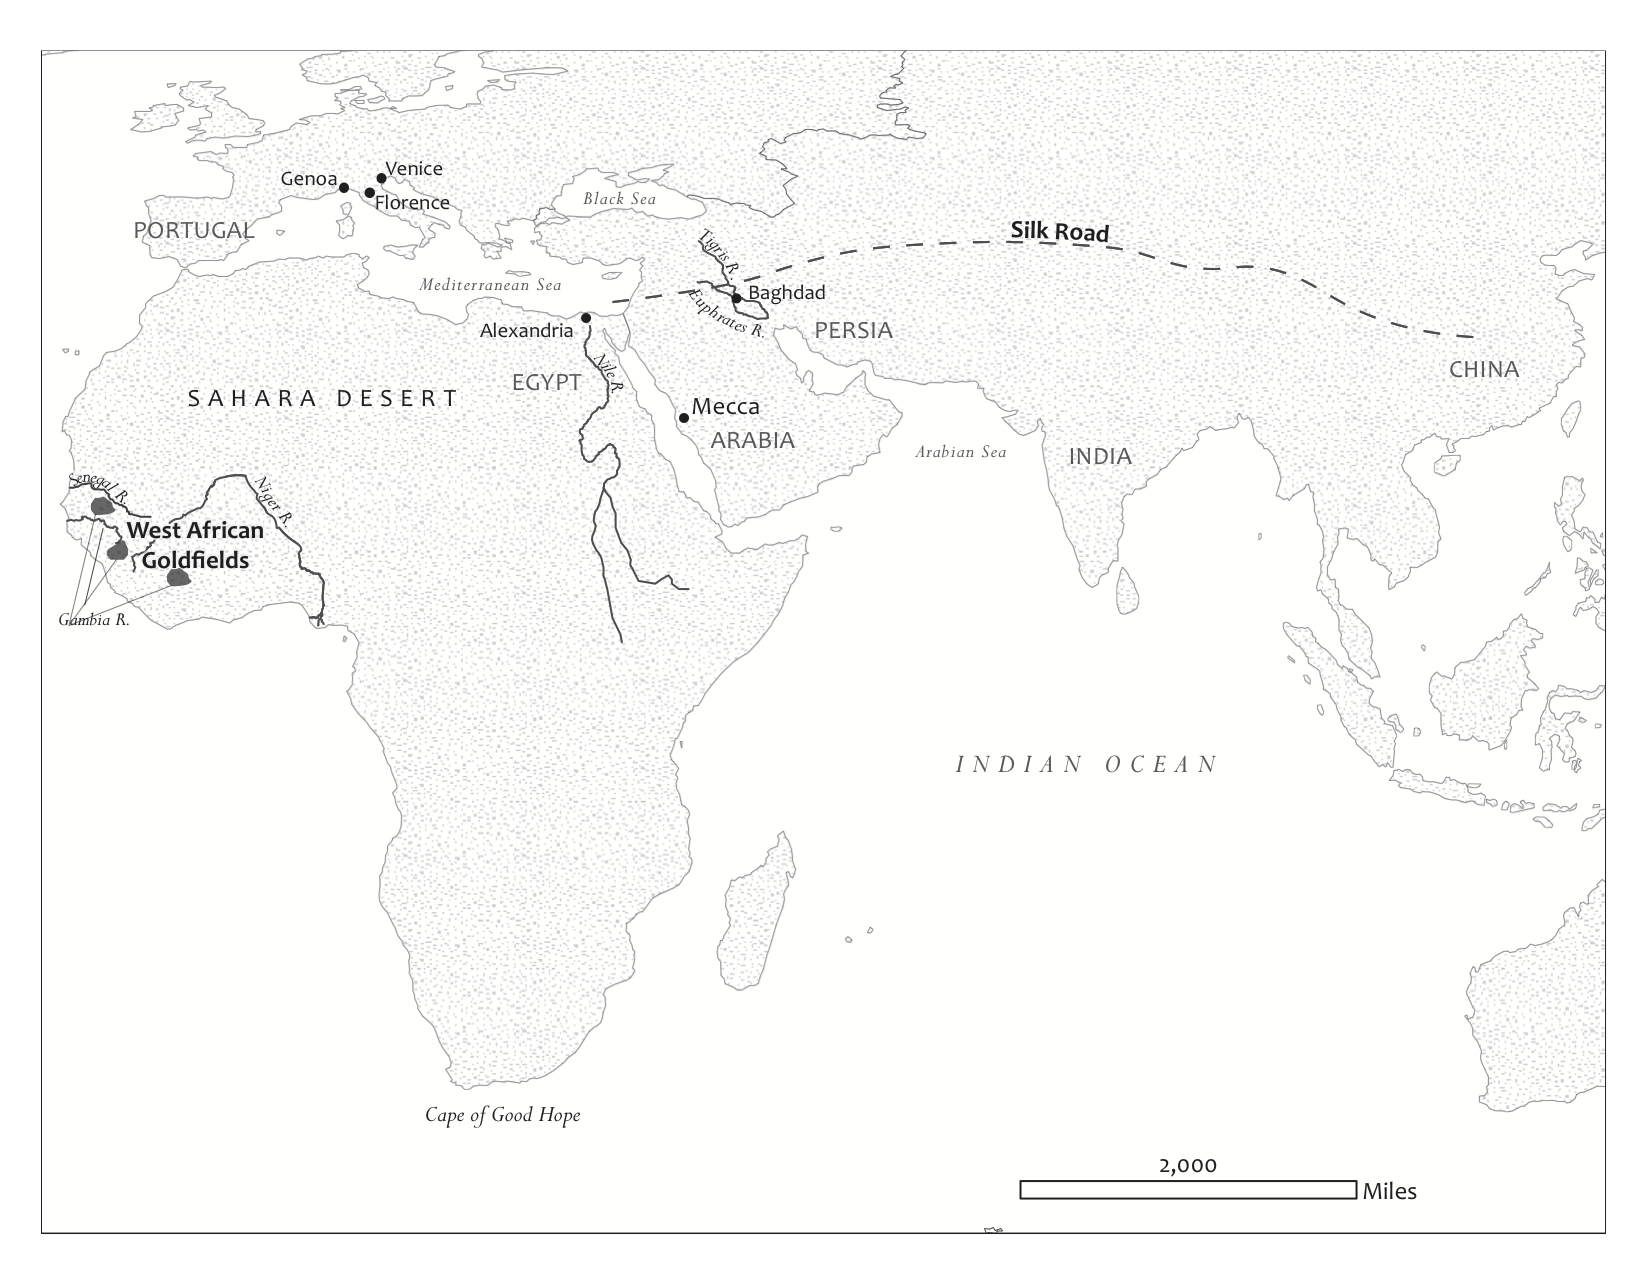 Venice
Genoa
Florence
Black Sea
PORTUGAL
Silk Road
Tigris R.
Mediterranean Sea
Baghdad
Euphrates R.
Alexandria
PERSIA
Nile R.
EGYPT
CHINA
SAHARA DESERT
Mecca
ARABIA
Arabian Sea
INDIA
Senegal R.
Niger R.
West African
Goldfields
Gambia R.
INDIAN OCEAN
Cape of Good Hope
2,000
Miles